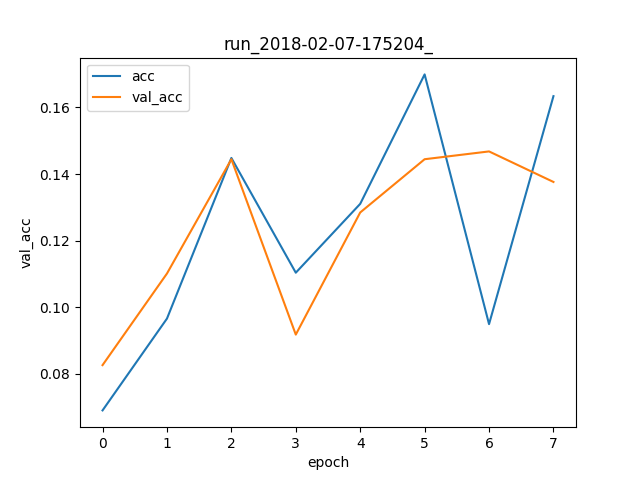 run_2018-02-07-175204_
acc
val_acc
0.16
0.14
0.12
0.10
0.08
val_acc
0 1 2 3 4 5 6 7
epoch